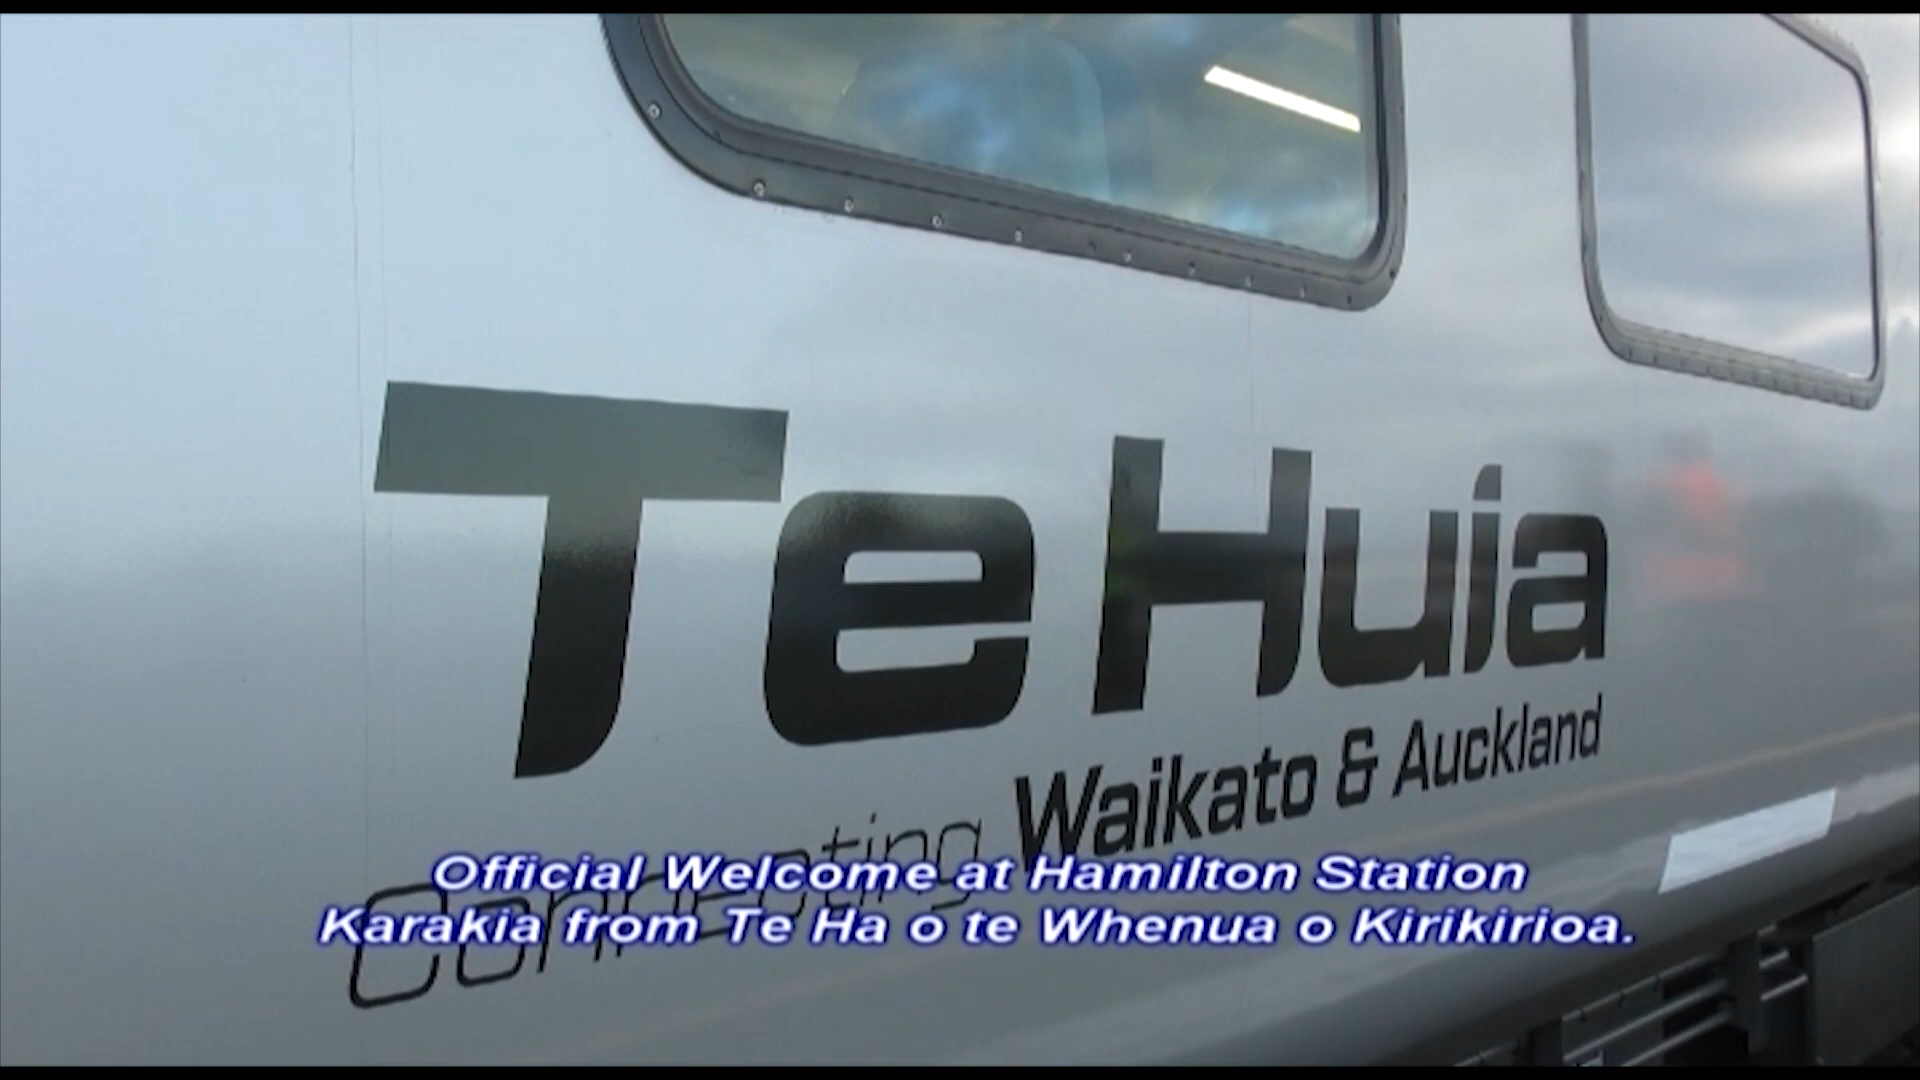 Te Huia
Connecting Waikato & Auckland
Official Welcome at Hamilton Station
Karakia from Te Ha o te Whenua o Kirikirioa.